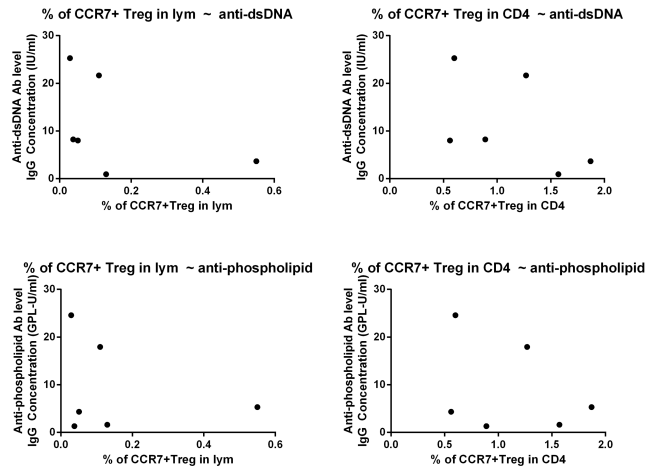 % of CCR7+ Treg in lym ~ anti-dsDNA
Anti-dsDNA Ab level
IgG Concentration (IU/ml)
30
20
10
0
0.0 0.2 0.4 0.6
% of CCR7+Treg in lym
% of CCR7+ Treg in CD4 ~ anti-dsDNA
Anti-dsDNA Ab level
IgG Concentration (IU/ml)
30
20
10
0
0.0 0.5 1.0 1.5 2.0
% of CCR7+Treg in CD4
% of CCR7+ Treg in lym ~ anti-phospholipid
Anti-phospholipid Ab level
IgG Concentration (GPL-U/ml)
30
20
10
0
0.0 0.2 0.4 0.6
% of CCR7+Treg in lym
% of CCR7+ Treg in CD4 ~ anti-phospholipid
Anti-phospholipid Ab level
IgG Concentration (GPL-U/ml)
30
20
10
0
0.0 0.5 1.0 1.5 2.0
% of CCR7+Treg in CD4